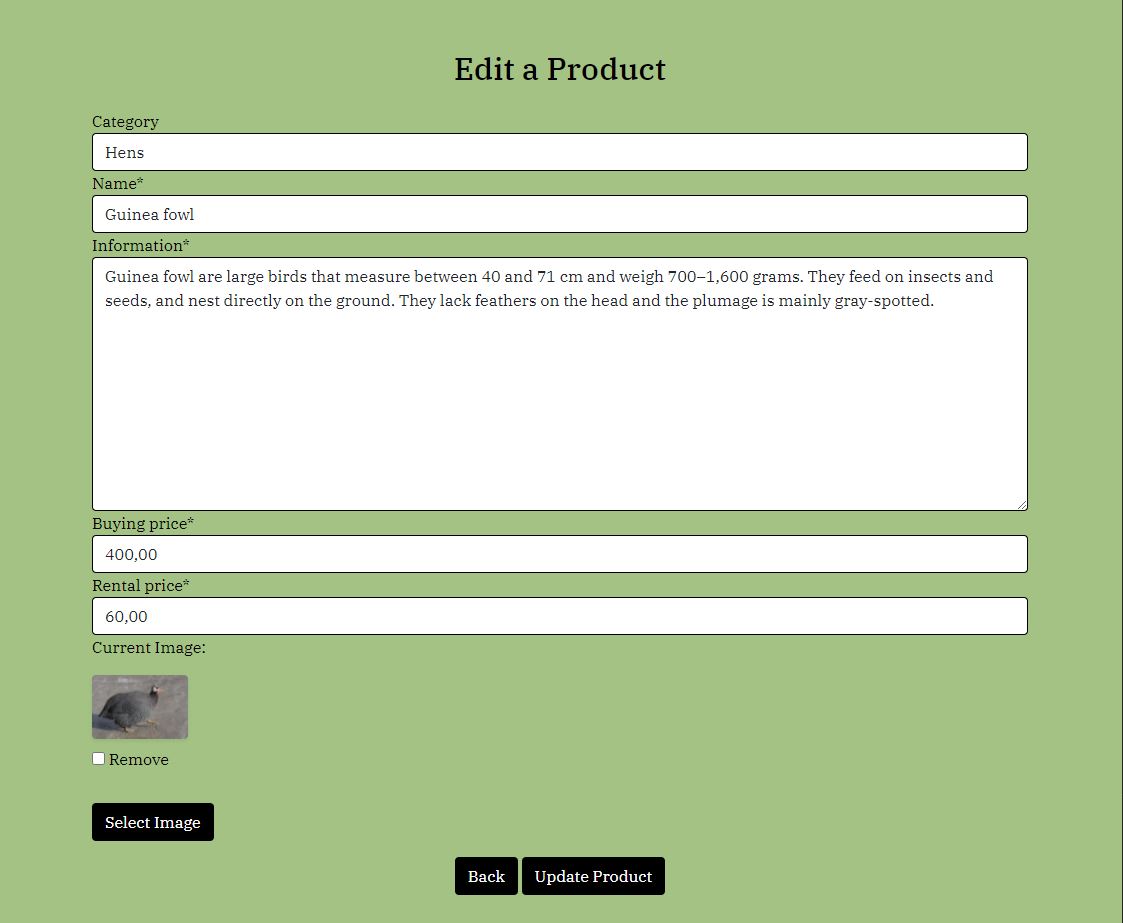 Edit a Product
Category
Hens
Name*
Guinea fowl
Information*
Guinea fowl are large birds that measure between 40 and 71 cm and weigh 700–1,600 grams. They feed on insects and
seeds, and nest directly on the ground. They lack feathers on the head and the plumage is mainly gray-spotted.
Buying price*
400,00
Rental price*
60,00
Current Image:
Remove
Select Image
Back Update Product